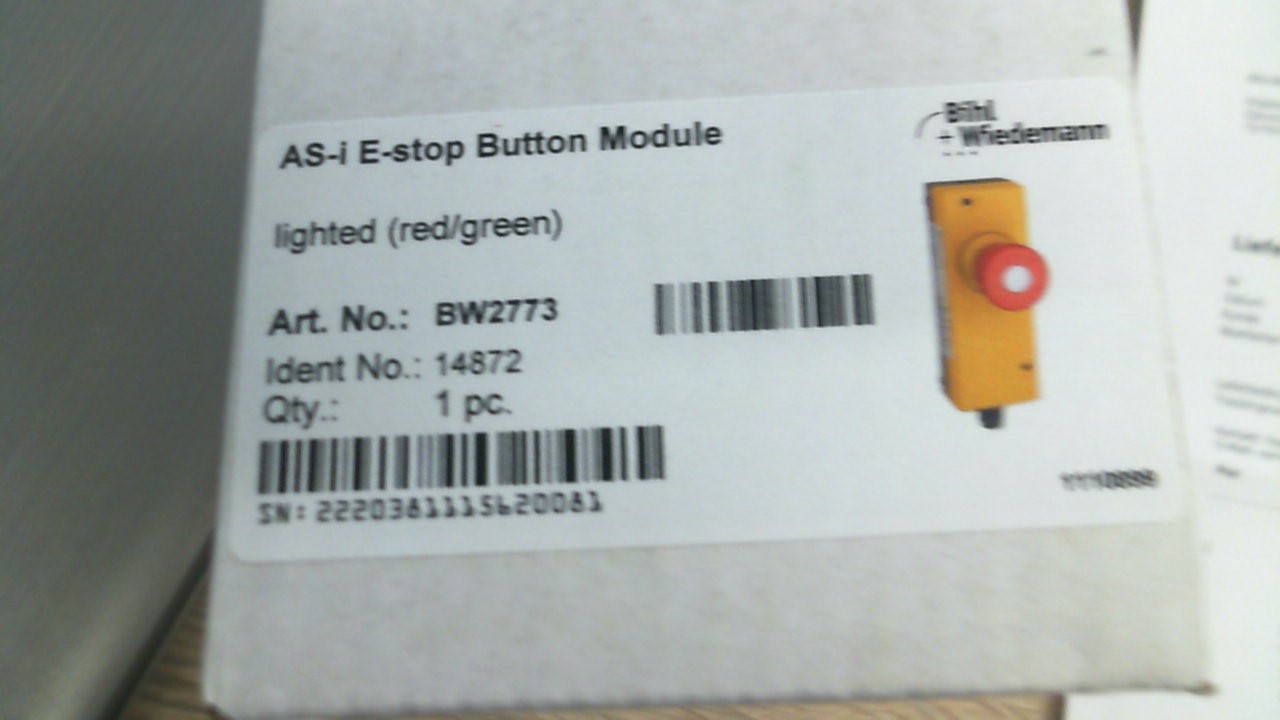 AS-i E-stop Button Module
Bihl
+ Wiedemann
lighted (red/green)
Art. No.: BW2773
Ident No.: 14872
Qty.: 1 pc.
SN: 2220381115620081